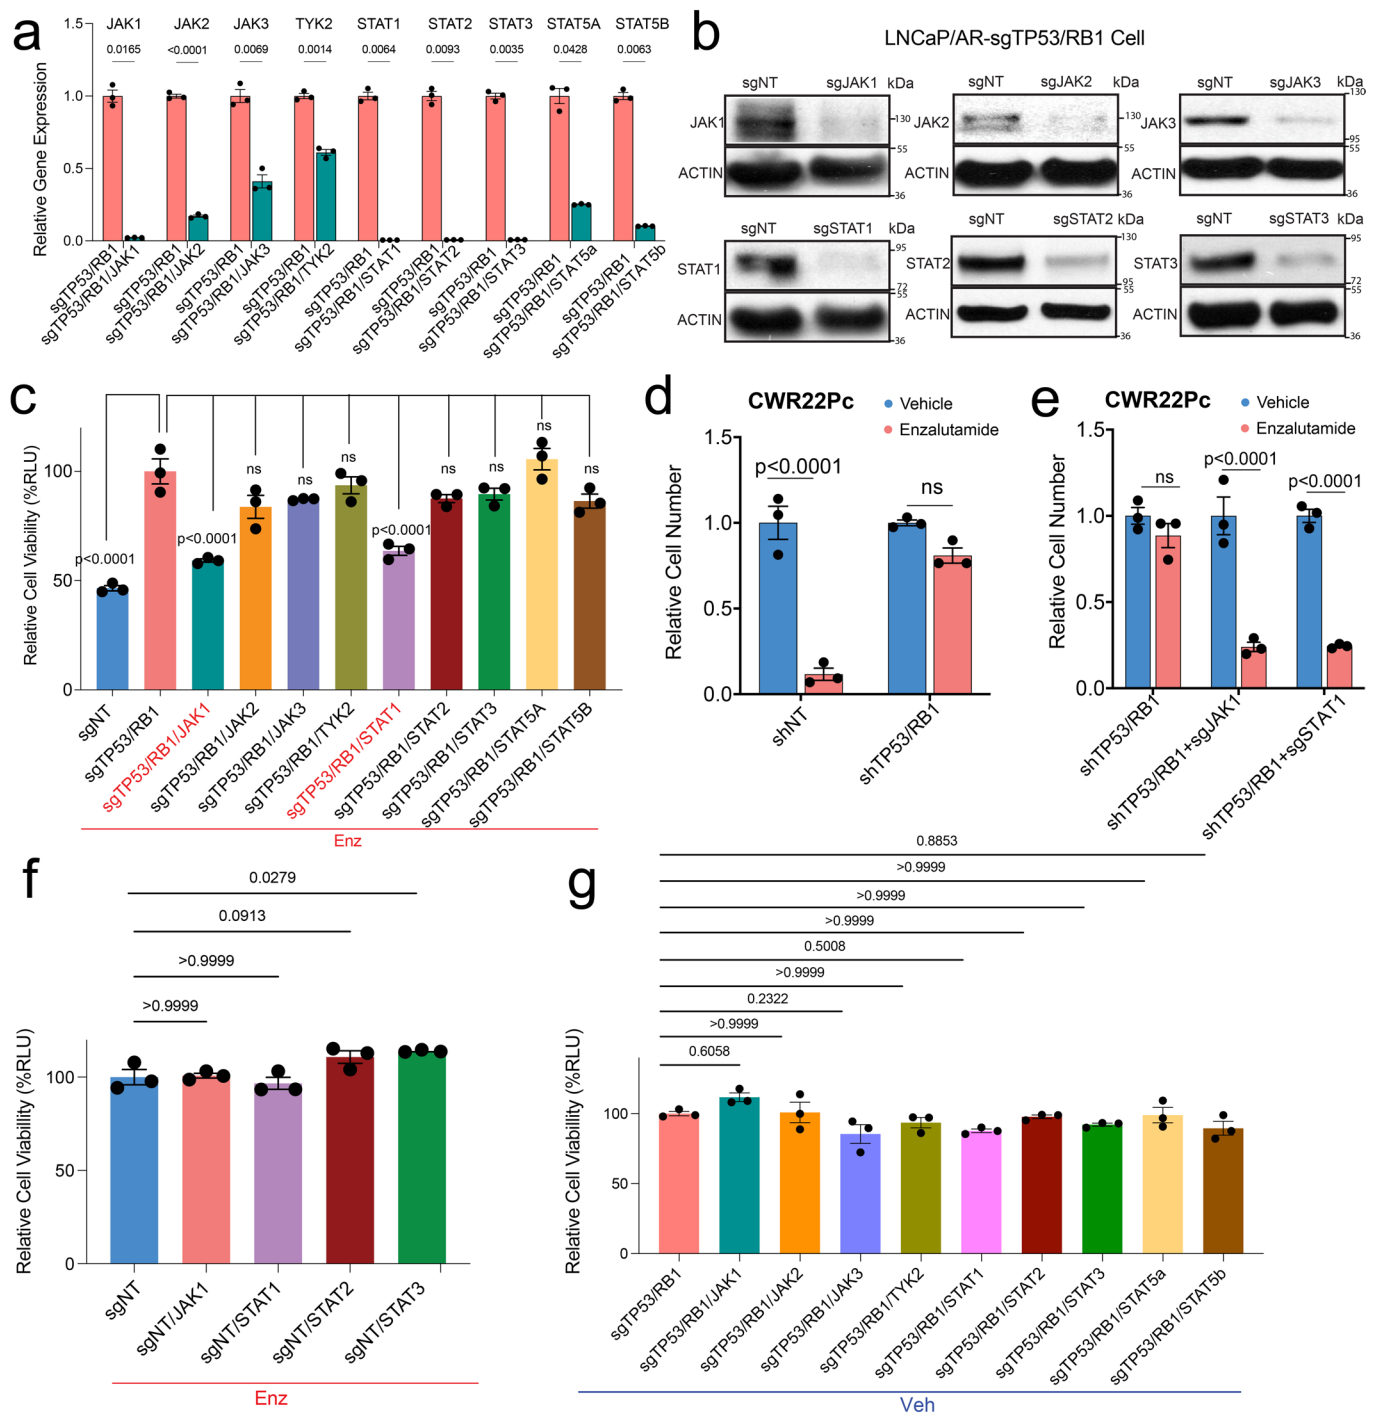 a
JAK1 JAK2 JAK3 TYK2 STAT1 STAT2 STAT3 STAT5A STAT5B
0.0165 <0.0001 0.0069 0.0014 0.0064 0.0093 0.0035 0.0428 0.0063
Relative Gene Expression
1.5
1.0
0.5
0.0
sgTP53/RB1
sgTP53/RB1/JAK1
sgTP53/RB1
sgTP53/RB1/JAK2
sgTP53/RB1
sgTP53/RB1/JAK3
sgTP53/RB1
sgTP53/RB1/TYK2
sgTP53/RB1
sgTP53/RB1/STAT1
sgTP53/RB1
sgTP53/RB1/STAT2
sgTP53/RB1
sgTP53/RB1/STAT3
sgTP53/RB1
sgTP53/RB1/STAT5a
sgTP53/RB1
sgTP53/RB1/STAT5b
b
LNCaP/AR-sgTP53/RB1 Cell
sgNT sgJAK1 kDa
JAK1
130
55
ACTIN
36
sgNT sgJAK2 kDa
JAK2
130
55
ACTIN
36
sgNT sgJAK3 kDa
130
JAK3
95
55
ACTIN
36
sgNT sgSTAT1 kDa
95
STAT1
72
55
ACTIN
36
sgNT sgSTAT2 kDa
130
STAT2
95
55
ACTIN
36
sgNT sgSTAT3 kDa
95
STAT3
72
55
ACTIN
36
c
Relative Cell Viability (%RLU)
100
50
0
p<0.0001
p<0.0001
ns
ns
ns
p<0.0001
ns
ns
ns
ns
sgNT
sgTP53/RB1
sgTP53/RB1/JAK1
sgTP53/RB1/JAK2
sgTP53/RB1/JAK3
sgTP53/RB1/TYK2
sgTP53/RB1/STAT1
sgTP53/RB1/STAT2
sgTP53/RB1/STAT3
sgTP53/RB1/STAT5A
sgTP53/RB1/STAT5B
Enz
d
CWR22Pc
Vehicle
Enzalutamide
Relative Cell Number
1.5
1.0
0.5
0.0
p<0.0001
ns
shNT
shTP53/RB1
e
CWR22Pc
Vehicle
Enzalutamide
Relative Cell Number
1.5
1.0
0.5
0.0
ns
p<0.0001
p<0.0001
shTP53/RB1
shTP53/RB1+sgJAK1
shTP53/RB1+sgSTAT1
f
0.0279
0.0913
>0.9999
>0.9999
Relative Cell Viabillity (%RLU)
100
50
0
sgNT
sgNT/JAK1
sgNT/STAT1
sgNT/STAT2
sgNT/STAT3
Enz
g
0.8853
>0.9999
>0.9999
>0.9999
0.5008
>0.9999
0.2322
>0.9999
0.6058
Relative Cell Viability (%RLU)
100
50
0
sgTP53/RB1
sgTP53/RB1/JAK1
sgTP53/RB1/JAK2
sgTP53/RB1/JAK3
sgTP53/RB1/TYK2
sgTP53/RB1/STAT1
sgTP53/RB1/STAT2
sgTP53/RB1/STAT3
sgTP53/RB1/STAT5a
sgTP53/RB1/STAT5b
Veh